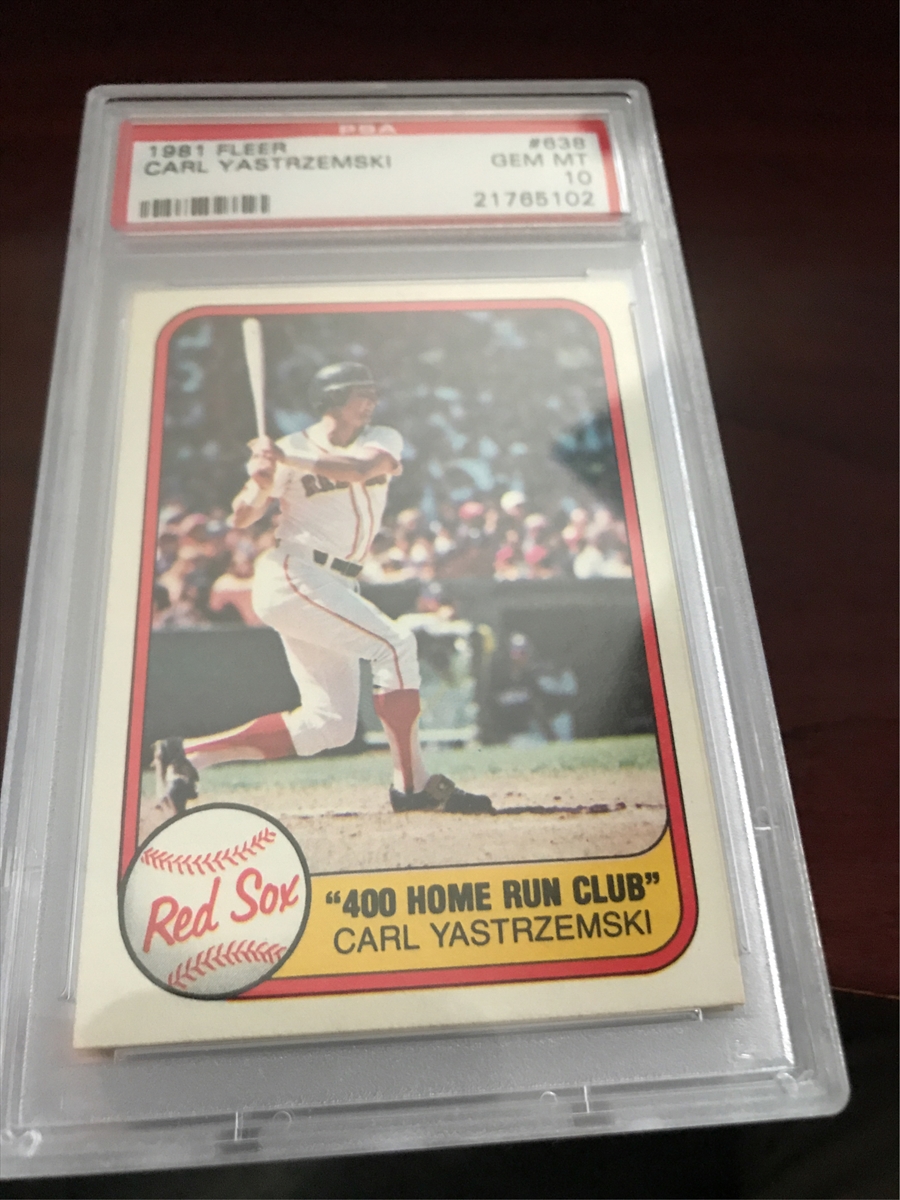 PSA
1981 FLEER #638
CARL YASTRZEMSKI GEM MT
10
21765102
Red Sox
"400 HOME RUN CLUB"
CARL YASTRZEMSKI